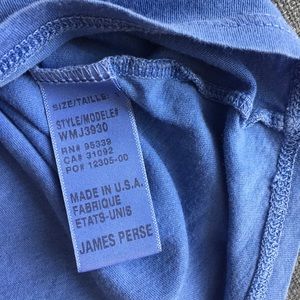 SIZE/TAILLE:
STYLE/MODELE#
WMJ3930
RN# 95339
CA# 31092
PO# 12305-00
MADE IN U.S.A.
FABRIQUE
ETATS-UNIS
JAMES PERSE